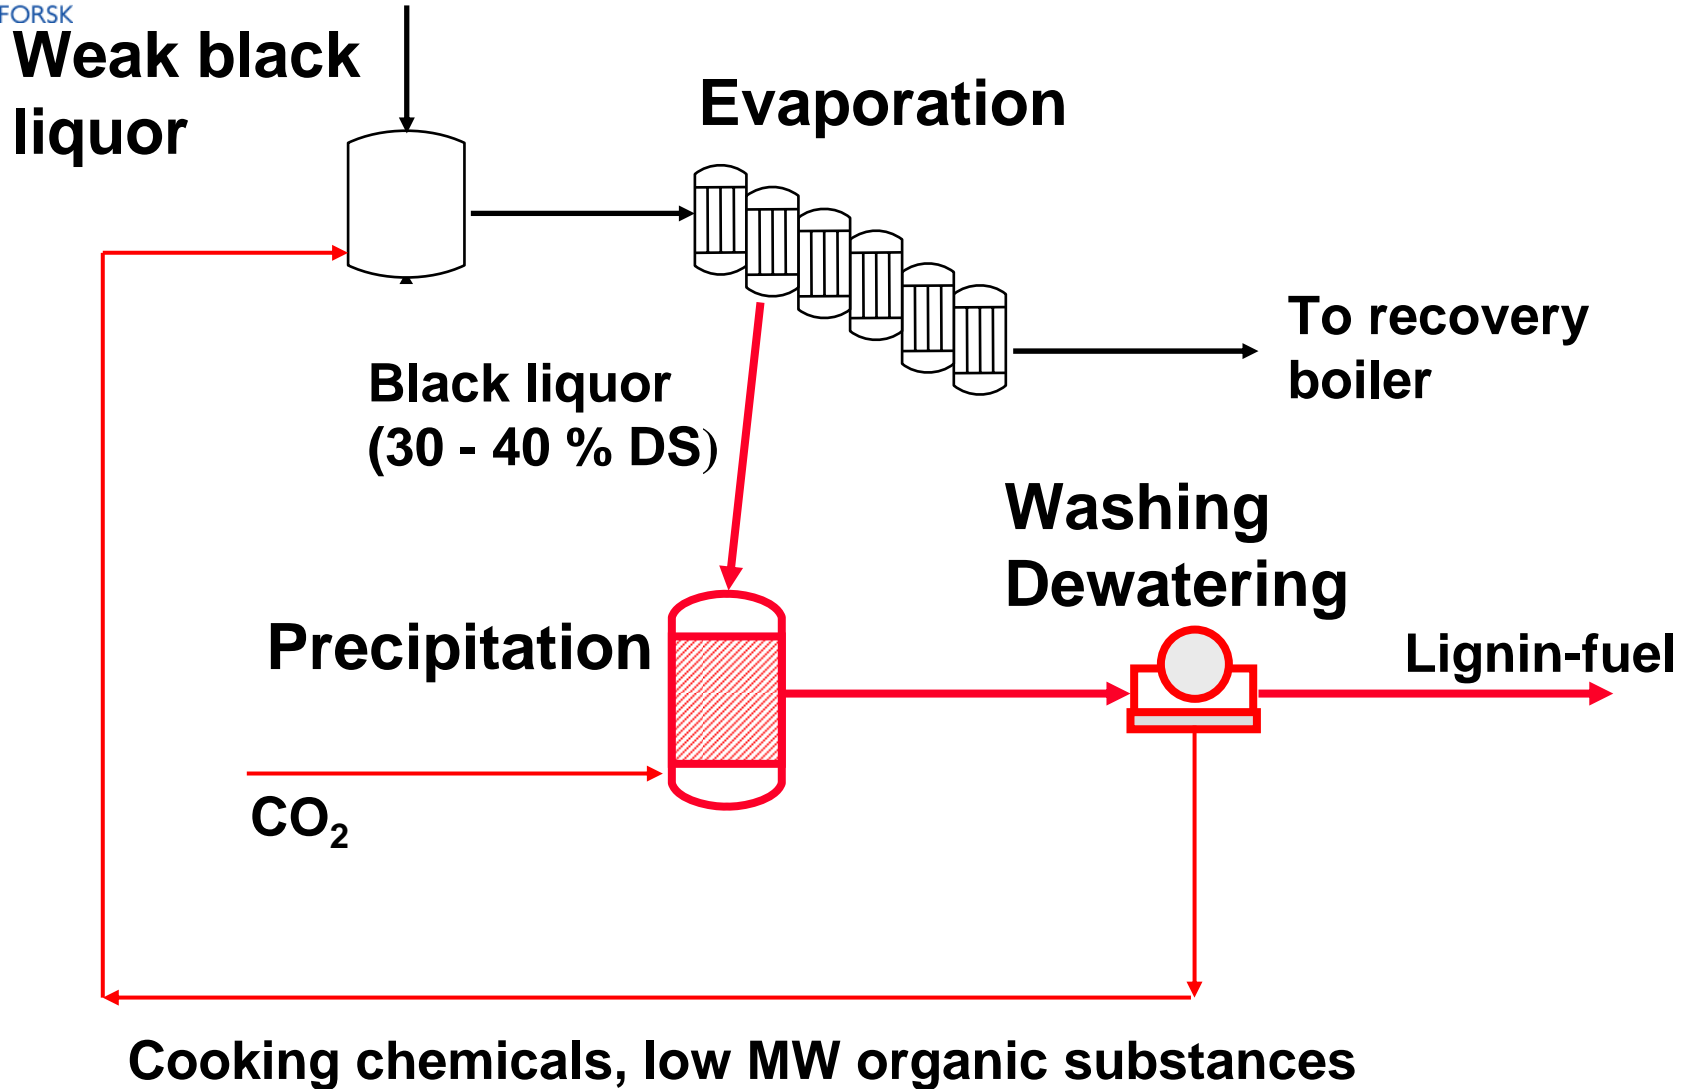 FORSK
Weak black
liquor
Evaporation
To recovery
boiler
Black liquor
(30 - 40 % DS)
Washing
Dewatering
Precipitation
Lignin-fuel
CO₂
Cooking chemicals, low MW organic substances